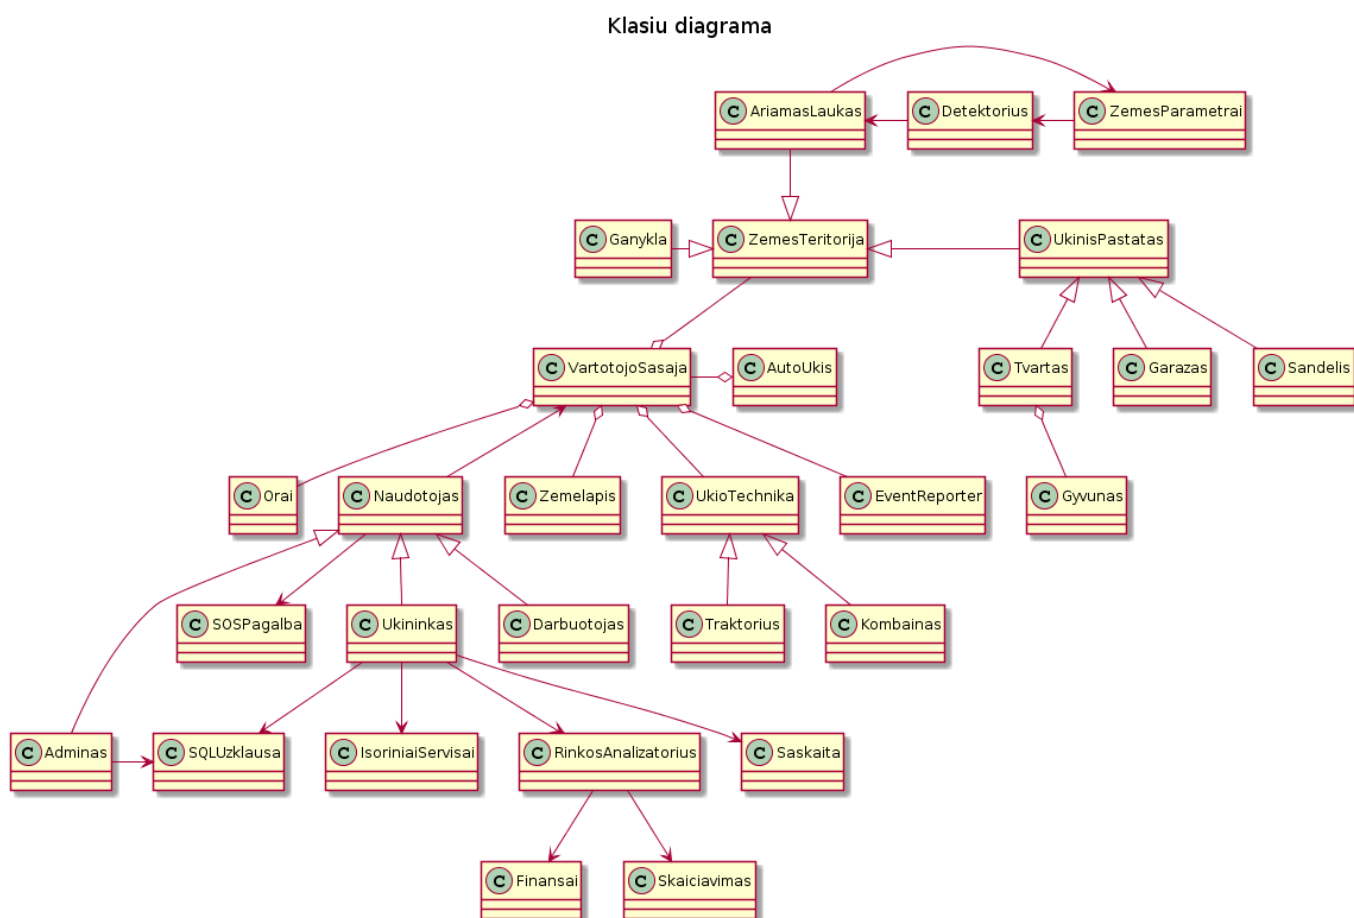 Klasiu diagrama
C AriamasLaukas
C Detektorius
C ZemesParametrai
C Ganykla
C ZemesTeritorija
C UkinisPastatas
C VartotojoSasaja
C AutoUkis
C Tvartas
C Garazas
C Sandelis
C Orai
C Naudotojas
C Zemelapis
C UkioTechnika
C EventReporter
C Gyvunas
C SOSPagalba
C Ukininkas
C Darbuotojas
C Traktorius
C Kombainas
C Adminas
C SQLUzklausa
C IsoriniaiServisai
C RinkosAnalizatorius
C Saskaita
C Finansai
C Skaiciavimas